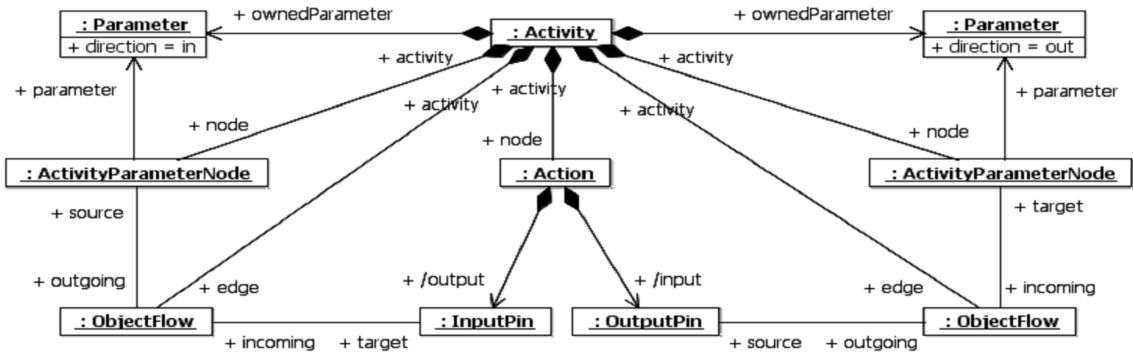 : Parameter
+ direction = in
+ ownedParameter
: Activity
+ ownedParameter
: Parameter
+ direction = out
+ parameter
+ activity
+ activity
+ activity
+ activity
+ activity
+ parameter
+ node
+ node
+ node
: ActivityParameterNode
: Action
: ActivityParameterNode
+ source
+ target
+ outgoing
+ edge
+ /output
+ /input
+ edge
+ incoming
: ObjectFlow
: InputPin
: OutputPin
: ObjectFlow
+ incoming
+ target
+ source
+ outgoing